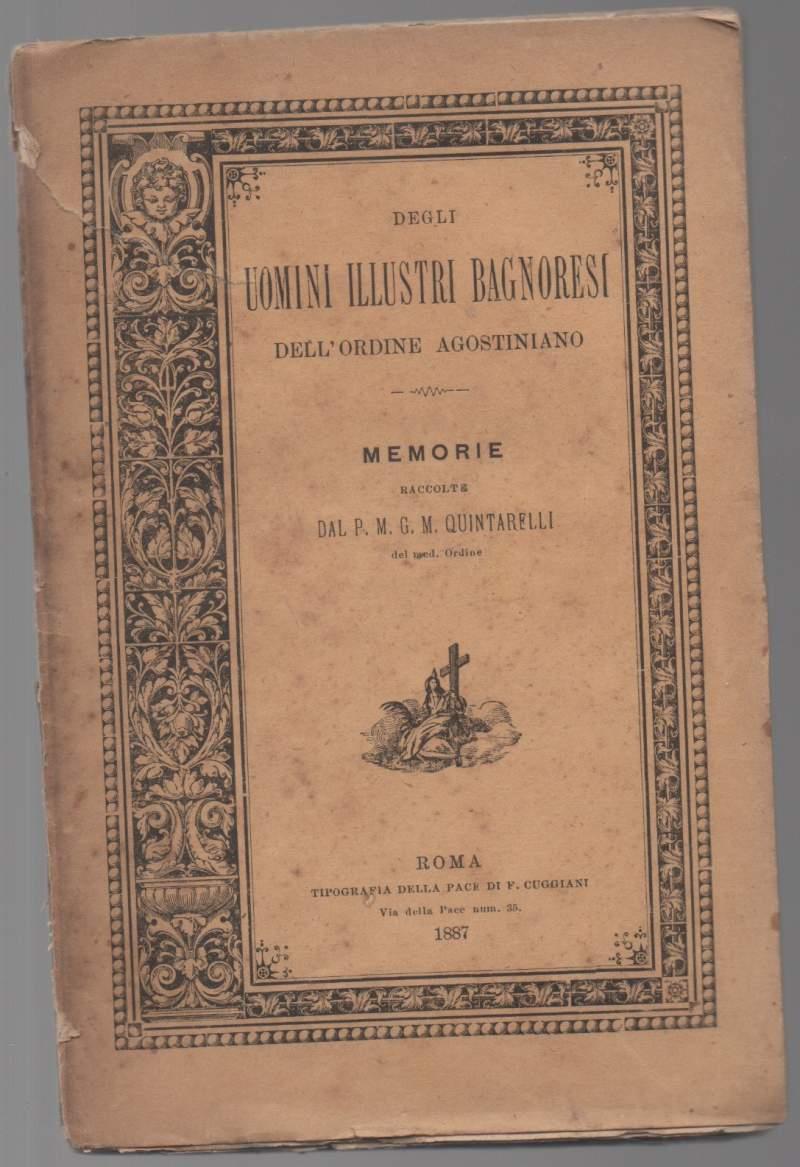 DEGLI
UOMINI ILLUSTRI BAGNORESI
DELL'ORDINE AGOSTINIANO
MEMORIE
RACCOLTE
DAL P. M. G. M. QUINTARELLI
del med. Ordine
ROMA
TIPOGRAFIA DELLA PACE DI F. CUGGIANI
Via della Pace num. 35.
1887